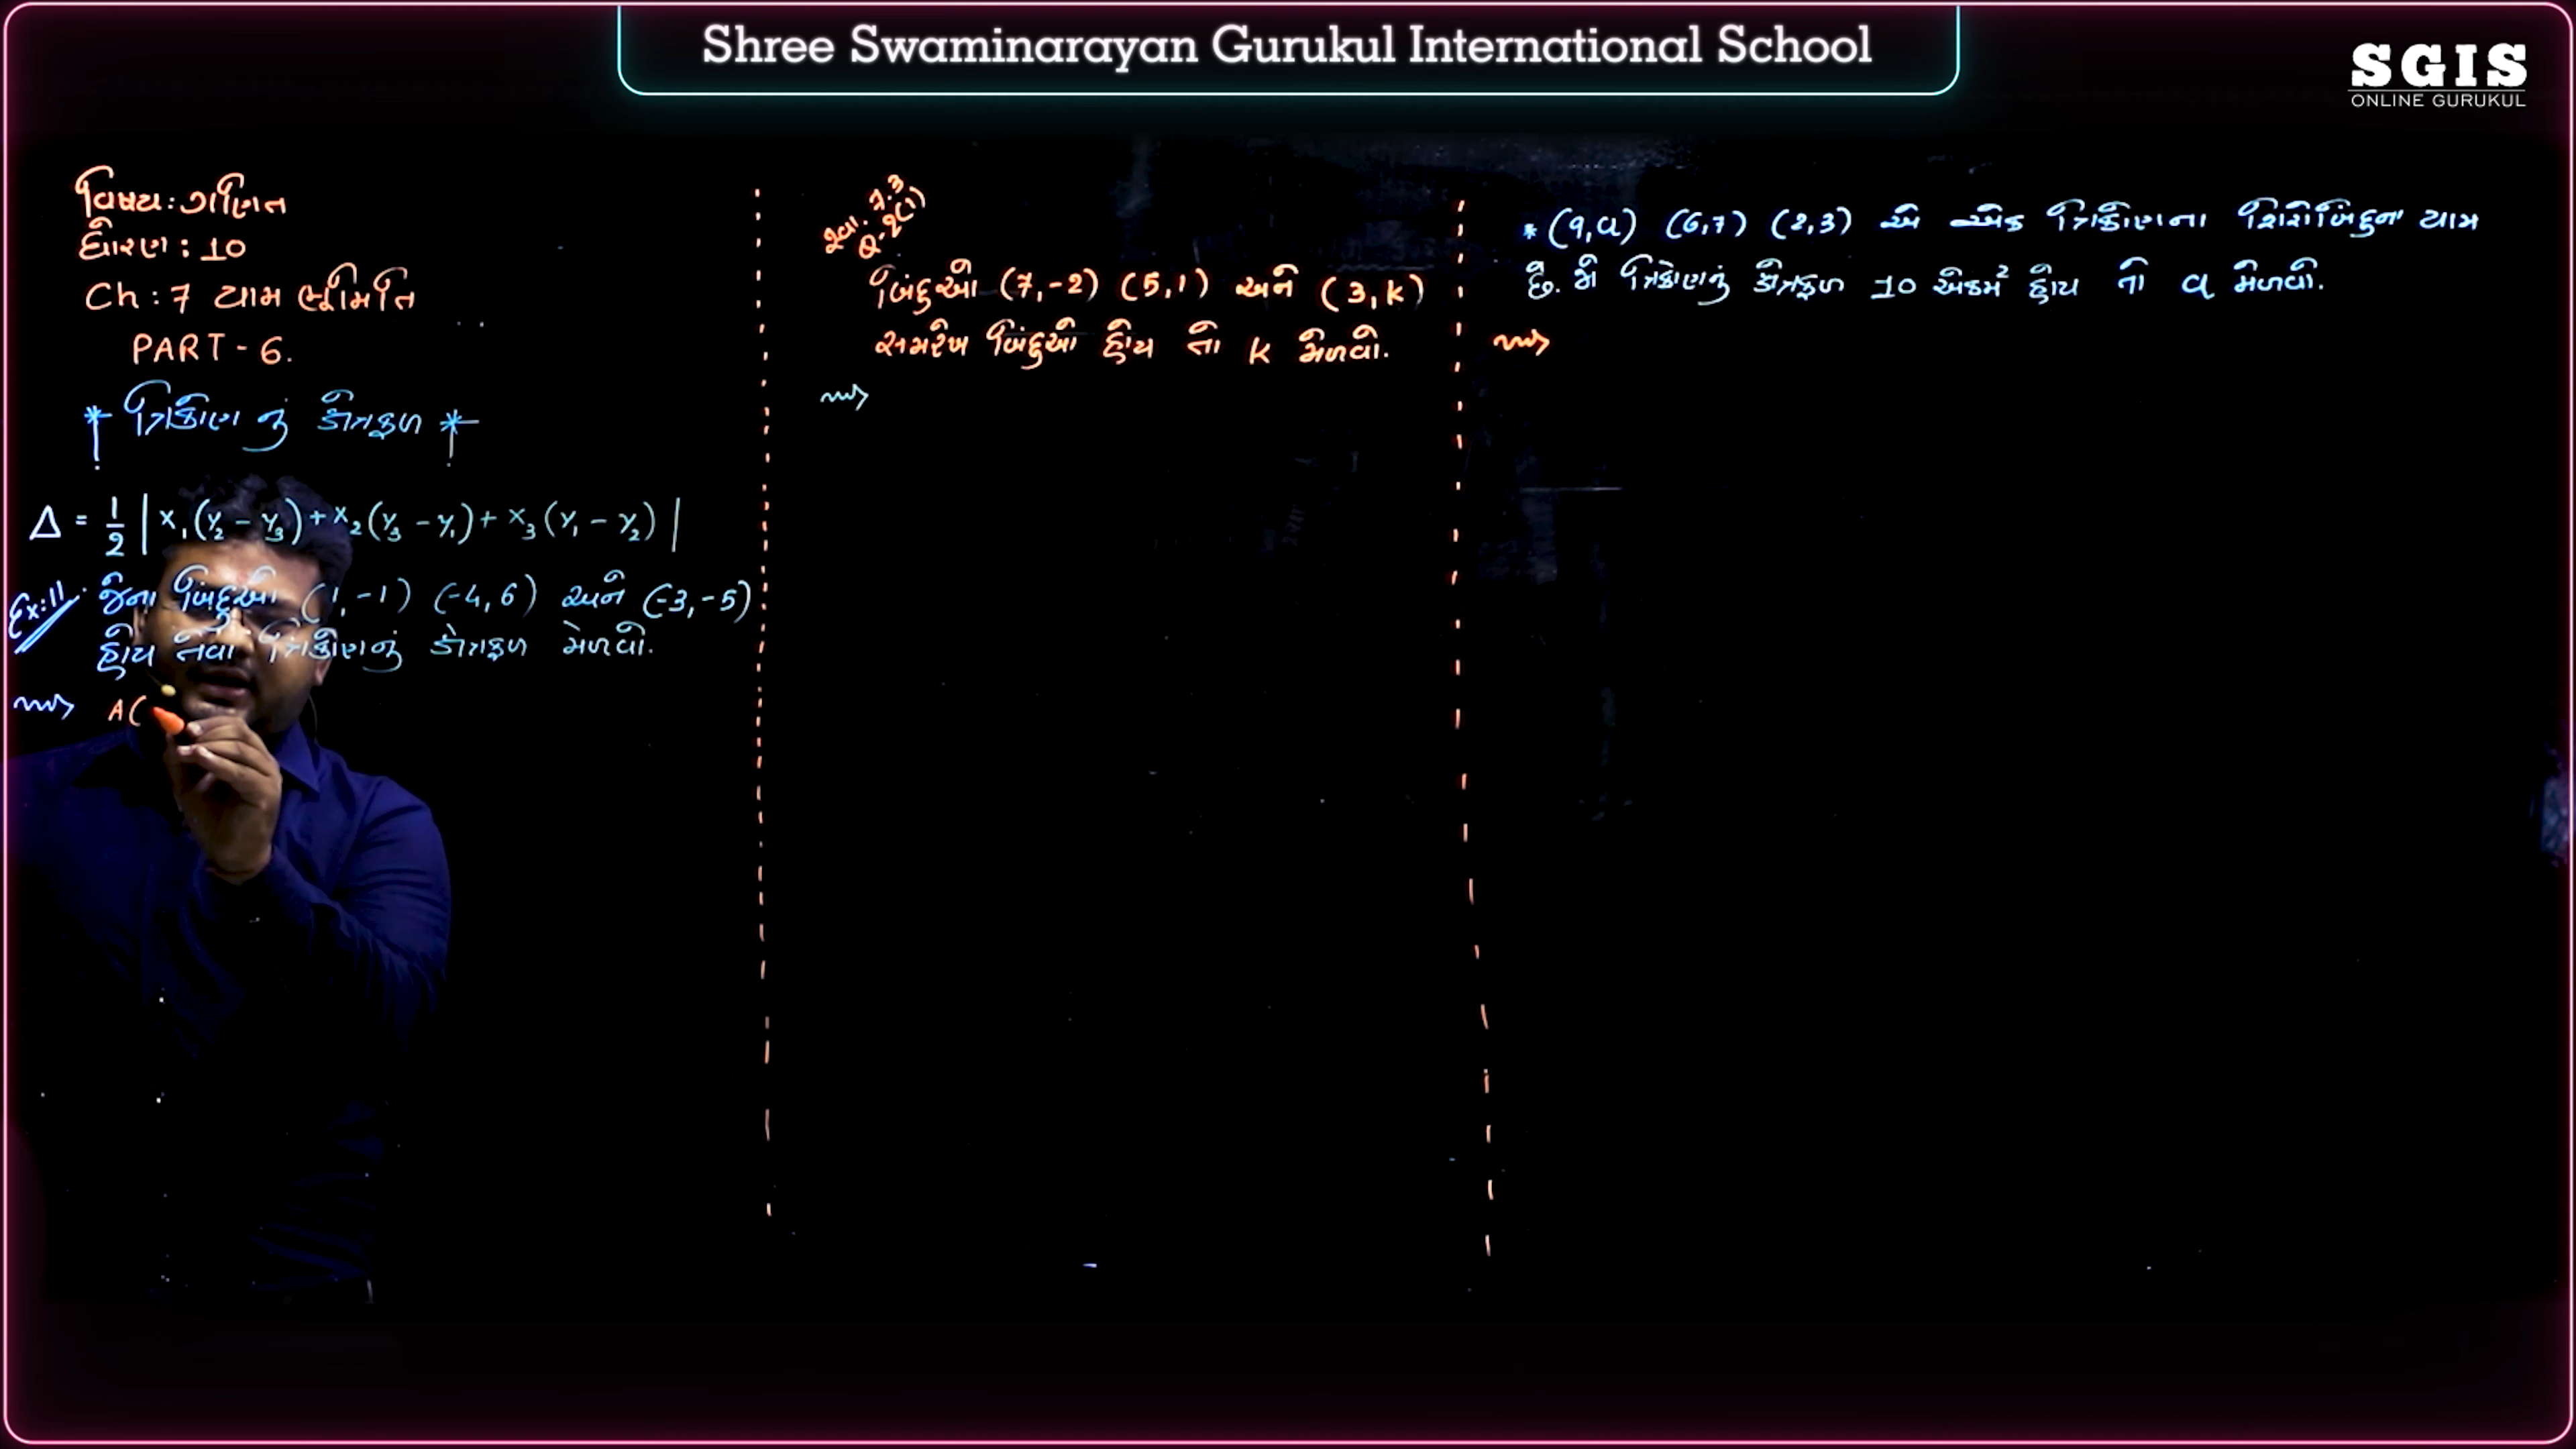 Shree Swaminarayan Gurukul International School
SGIS
ONLINE GURUKUL
વિષય : ગણિત
ધોરણ : 10
Ch : 7 યામ ભૂમિતિ
PART - 6.
* ત્રિકોણ નું ક્ષેત્રફળ *
Δ = 1/2 | x₁(y₂ - y₃) + x₂(y₃ - y₁) + x₃(y₁ - y₂) |
Ex:11 જેના બિંદુઓ (1, -1) (-4, 6) અને (-3, -5)
હોય તેવા ત્રિકોણનું ક્ષેત્રફળ મેળવો.
A(
સ્વા. 7.3
Q-2(1)
બિંદુઓ (7, -2) (5, 1) અને (3, k)
સમરેખ બિંદુઓ હોય તો k મેળવો.
* (9, a) (6, 7) (2, 3) એ એક ત્રિકોણના શિરોબિંદુના યામ
છે. જો ત્રિકોણનું ક્ષેત્રફળ 10 એકમ² હોય તો a મેળવો.